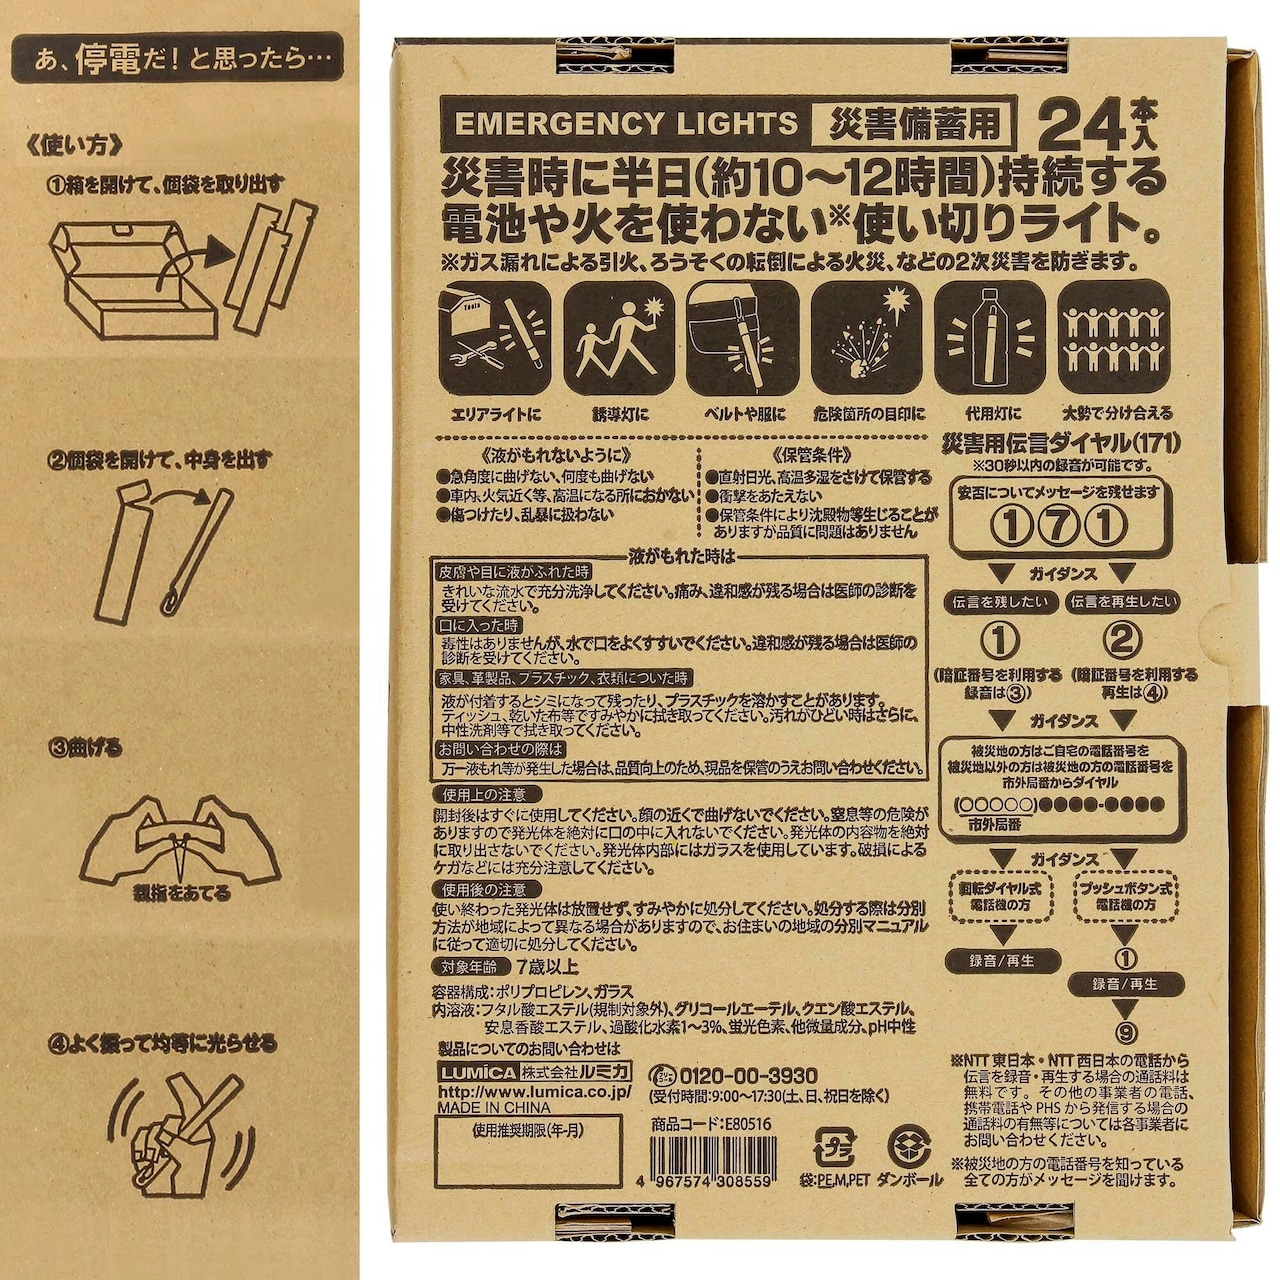 あ、停電だ！と思ったら…
《使い方》
①箱を開けて、個袋を取り出す
②個袋を開けて、中身を出す
③曲げる
親指をあてる
④よく振って均等に光らせる
EMERGENCY LIGHTS 災害備蓄用 24本入
災害時に半日(約10～12時間)持続する
電池や火を使わない※使い切りライト。
※ガス漏れによる引火、ろうそくの転倒による火災、などの2次災害を防ぎます。
Tools
エリアライトに 誘導灯に ベルトや服に 危険箇所の目印に 代用灯に 大勢で分け合える
《液がもれないように》
●急角度に曲げない、何度も曲げない
●車内、火気近く等、高温になる所におかない
●傷つけたり、乱暴に扱わない
《保管条件》
●直射日光、高温多湿をさけて保管する
●衝撃をあたえない
●保管条件により沈殿物等生じることが
ありますが品質に問題はありません
液がもれた時は
皮膚や目に液がふれた時
きれいな流水で充分洗浄してください。痛み、違和感が残る場合は医師の診断を
受けてください。
口に入った時
毒性はありませんが、水で口をよくすすいでください。違和感が残る場合は医師の
診断を受けてください。
家具、革製品、プラスチック、衣類についた時
液が付着するとシミになって残ったり、プラスチックを溶かすことがあります。
ティッシュ、乾いた布等ですみやかに拭き取ってください。汚れがひどい時はさらに、
中性洗剤等で拭き取ってください。
お問い合わせの際は
万一液もれ等が発生した場合は、品質向上のため、現品を保管のうえお問い合わせください。
使用上の注意
開封後はすぐに使用してください。顔の近くで曲げないでください。窒息等の危険が
ありますので発光体を絶対に口の中に入れないでください。発光体の内容物を絶対
に取り出さないでください。発光体内部にはガラスを使用しています。破損による
ケガなどには充分注意してください。
使用後の注意
使い終わった発光体は放置せず、すみやかに処分してください。処分する際は分別
方法が地域によって異なる場合がありますので、お住まいの地域の分別マニュアル
に従って適切に処分してください。
対象年齢 7歳以上
容器構成：ポリプロピレン、ガラス
内溶液：フタル酸エステル(規制対象外)、グリコールエーテル、クエン酸エステル、
安息香酸エステル、過酸化水素1～3%、蛍光色素、他微量成分、pH中性
製品についてのお問い合わせは
LUMICA 株式会社ルミカ
http://www.lumica.co.jp/
MADE IN CHINA
0120-00-3930
(受付時間：9:00～17:30(土、日、祝日を除く)
使用推奨期限(年・月)
商品コード：E80516
4 967574 308559
プラ
袋：PE,M,PET ダンボール
災害用伝言ダイヤル(171)
※30秒以内の録音が可能です。
安否についてメッセージを残せます
①⑦①
ガイダンス
伝言を残したい 伝言を再生したい
① ②
(暗証番号を利用する
録音は③)
(暗証番号を利用する
再生は④)
ガイダンス
被災地の方はご自宅の電話番号を
被災地以外の方は被災地の方の電話番号を
市外局番からダイヤル
(○○○○○)●●●●-●●●●
市外局番
ガイダンス
回転ダイヤル式
電話機の方
プッシュボタン式
電話機の方
録音/再生
①
録音/再生
⑨
※NTT東日本・NTT西日本の電話から
伝言を録音・再生する場合の通話料は
無料です。その他の事業者の電話、
携帯電話やPHSから発信する場合の
通話料の有無等については各事業者に
お問い合わせください。
※被災地の方の電話番号を知っている
全ての方がメッセージを聞けます。